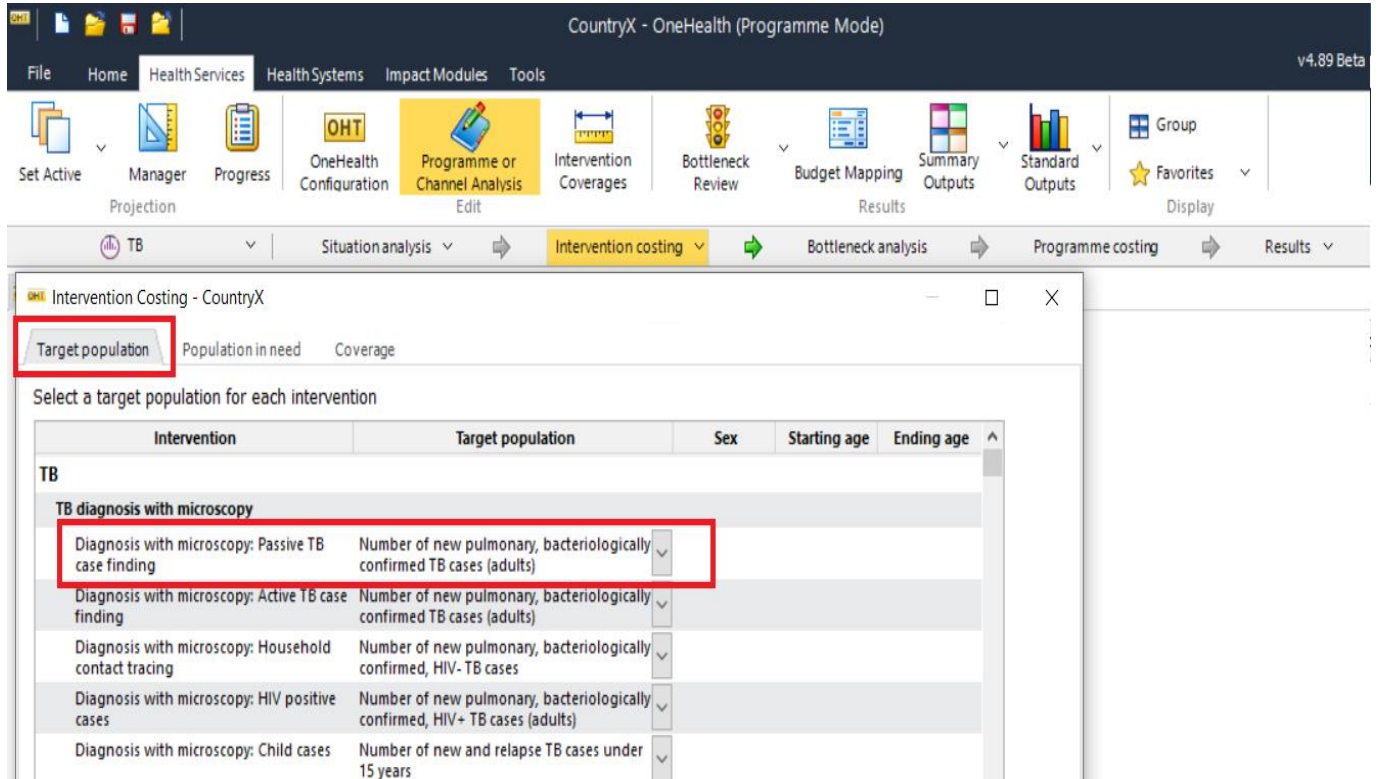 OHT
CountryX - OneHealth (Programme Mode)
v4.89 Beta
File Home Health Services Health Systems Impact Modules Tools
Set Active
Manager
Progress
Projection
OHT
OneHealth
Configuration
Programme or
Channel Analysis
Intervention
Coverages
Edit
Bottleneck
Review
Budget Mapping
Summary
Outputs
Standard
Outputs
Results
Group
Favorites
Display
TB Situation analysis Intervention costing Bottleneck analysis Programme costing Results
OHT Intervention Costing - CountryX
Target population Population in need Coverage
Select a target population for each intervention
Intervention Target population Sex Starting age Ending age
TB
TB diagnosis with microscopy
Diagnosis with microscopy: Passive TB
case finding
Number of new pulmonary, bacteriologically
confirmed TB cases (adults)
Diagnosis with microscopy: Active TB case
finding
Number of new pulmonary, bacteriologically
confirmed TB cases (adults)
Diagnosis with microscopy: Household
contact tracing
Number of new pulmonary, bacteriologically
confirmed, HIV- TB cases
Diagnosis with microscopy: HIV positive
cases
Number of new pulmonary, bacteriologically
confirmed, HIV+ TB cases (adults)
Diagnosis with microscopy: Child cases
Number of new and relapse TB cases under
15 years